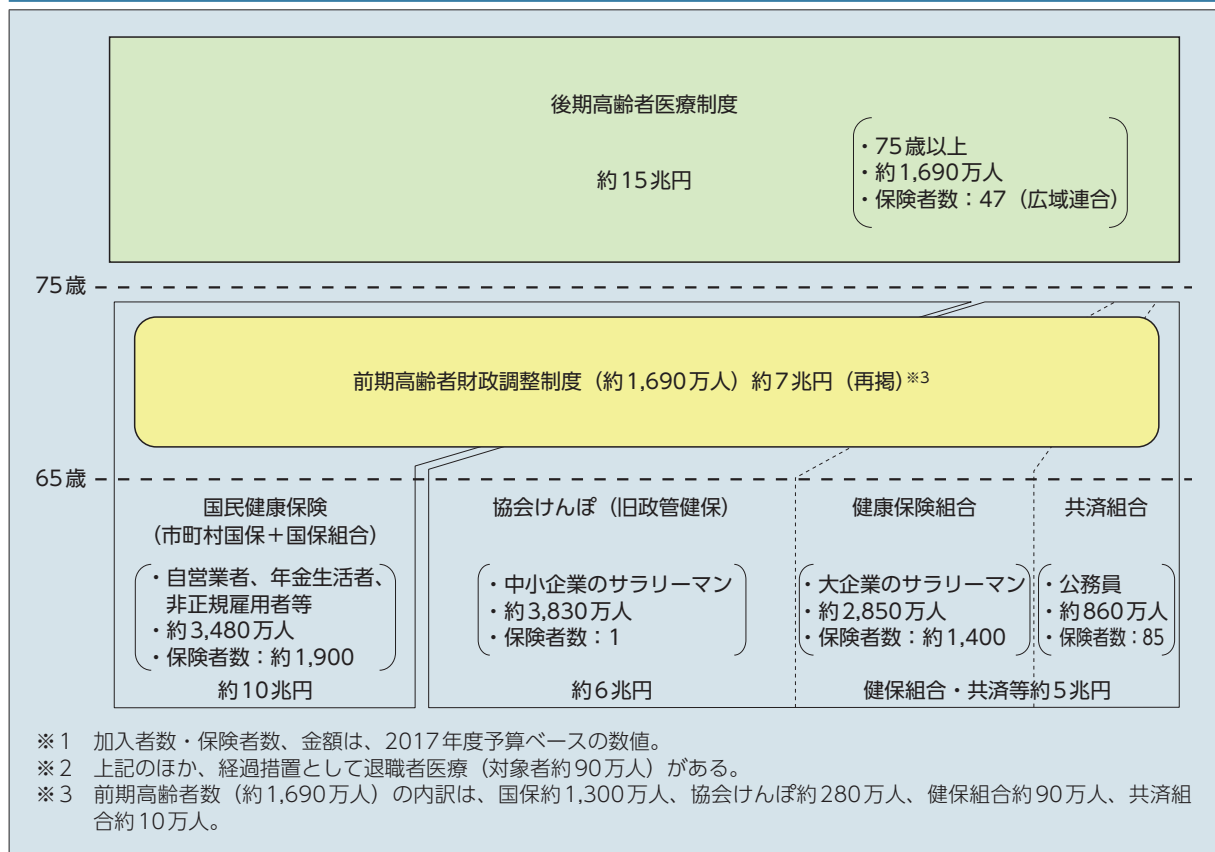 後期高齢者医療制度
約15兆円
・75歳以上
・約1,690万人
・保険者数：47（広域連合）
75歳
前期高齢者財政調整制度（約1,690万人）約7兆円（再掲）※3
65歳
国民健康保険
（市町村国保＋国保組合）
・自営業者、年金生活者、
非正規雇用者等
・約3,480万人
・保険者数：約1,900
約10兆円
協会けんぽ（旧政管健保）
・中小企業のサラリーマン
・約3,830万人
・保険者数：1
約6兆円
健康保険組合
・大企業のサラリーマン
・約2,850万人
・保険者数：約1,400
共済組合
・公務員
・約860万人
・保険者数：85
健保組合・共済等約5兆円
※1　加入者数・保険者数、金額は、2017年度予算ベースの数値。
※2　上記のほか、経過措置として退職者医療（対象者約90万人）がある。
※3　前期高齢者数（約1,690万人）の内訳は、国保約1,300万人、協会けんぽ約280万人、健保組合約90万人、共済組
合約10万人。